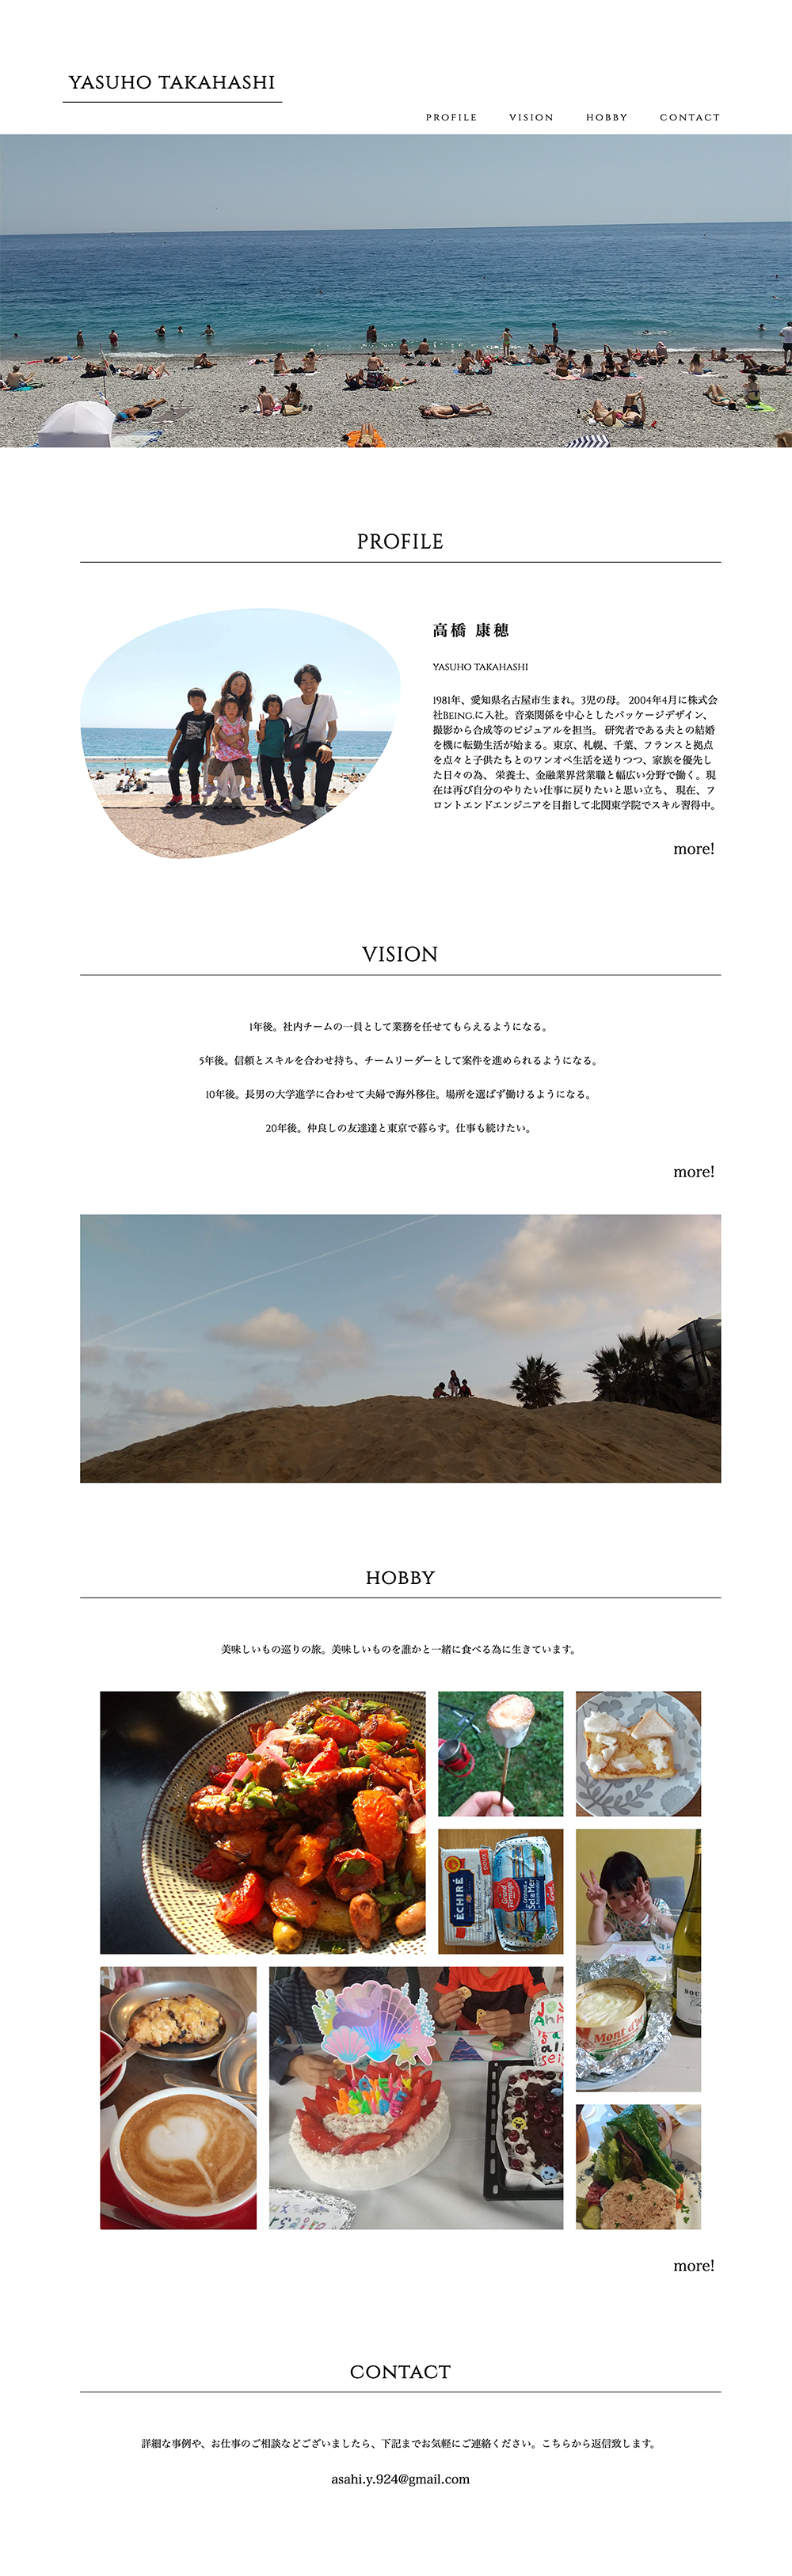 YASUHO TAKAHASHI
PROFILE VISION HOBBY CONTACT
PROFILE
高橋 康穂
YASUHO TAKAHASHI
1981年、愛知県名古屋市生まれ。3児の母。 2004年4月に株式会
社BEING.に入社。音楽関係を中心としたパッケージデザイン、
撮影から合成等のビジュアルを担当。 研究者である夫との結婚
を機に転勤生活が始まる。東京、札幌、千葉、フランスと拠点
を点々と子供たちとのワンオペ生活を送りつつ、家族を優先し
た日々の為、 栄養士、金融業界営業職と幅広い分野で働く。現
在は再び自分のやりたい仕事に戻りたいと思い立ち、 現在、フ
ロントエンドエンジニアを目指して北関東学院でスキル習得中。
more!
VISION
1年後。社内チームの一員として業務を任せてもらえるようになる。
5年後。信頼とスキルを合わせ持ち、チームリーダーとして案件を進められるようになる。
10年後。長男の大学進学に合わせて夫婦で海外移住。場所を選ばず働けるようになる。
20年後。仲良しの友達達と東京で暮らす。仕事も続けたい。
more!
HOBBY
美味しいもの巡りの旅。美味しいものを誰かと一緒に食べる為に生きています。
ÉCHIRÉ
DOUX
Grand Fermage
Sel de Mer
Mont d'or
more!
CONTACT
詳細な事例や、お仕事のご相談などございましたら、下記までお気軽にご連絡ください。こちらから返信致します。
asahi.y.924@gmail.com